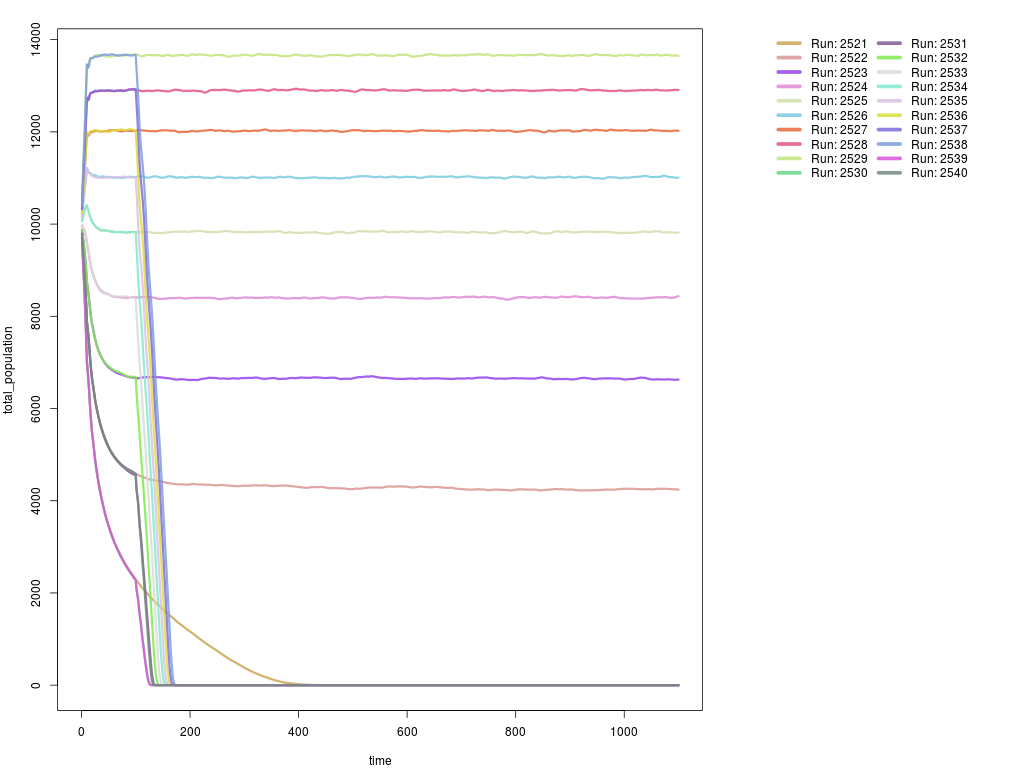 total_population
14000
12000
10000
8000
6000
4000
2000
0
0 200 400 600 800 1000
time
Run: 2521 Run: 2531
Run: 2522 Run: 2532
Run: 2523 Run: 2533
Run: 2524 Run: 2534
Run: 2525 Run: 2535
Run: 2526 Run: 2536
Run: 2527 Run: 2537
Run: 2528 Run: 2538
Run: 2529 Run: 2539
Run: 2530 Run: 2540